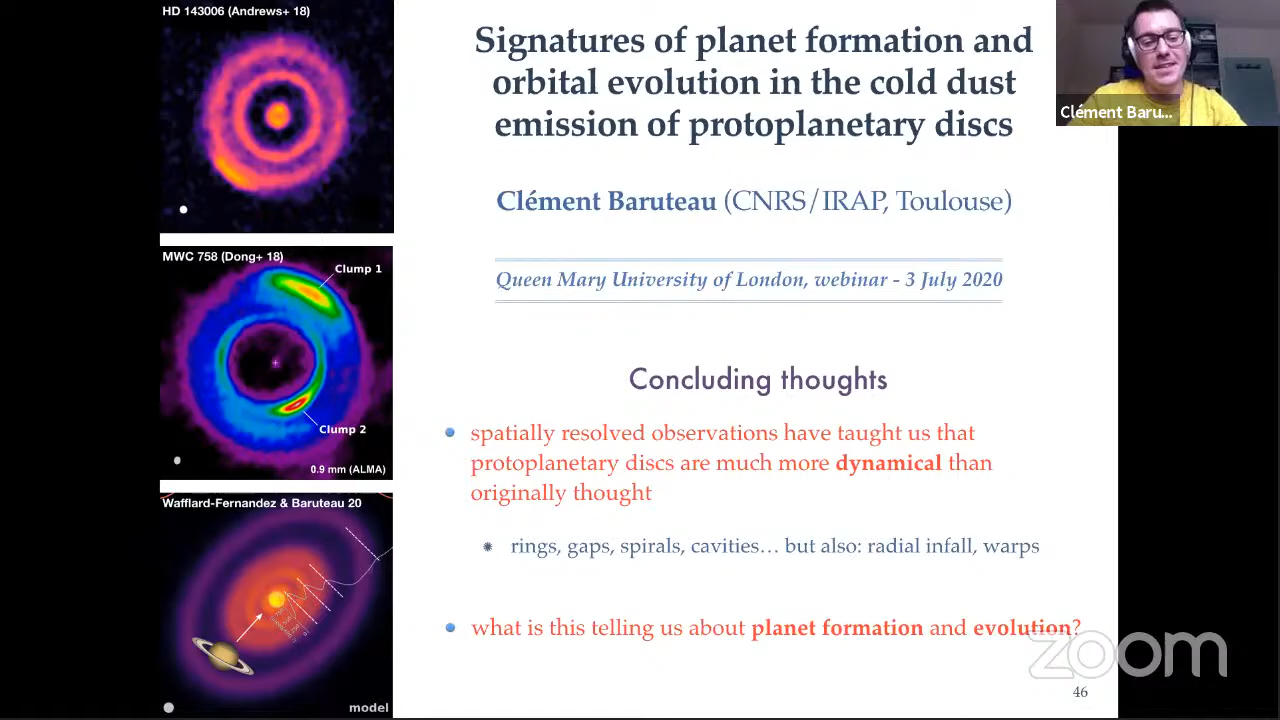 HD 143006 (Andrews+ 18)
MWC 758 (Dong+ 18)
Clump 1
Clump 2
0.9 mm (ALMA)
Wafflard-Fernandez & Baruteau 20
model
Signatures of planet formation and
orbital evolution in the cold dust
emission of protoplanetary discs
Clément Baruteau (CNRS/IRAP, Toulouse)
Queen Mary University of London, webinar - 3 July 2020
Concluding thoughts
• spatially resolved observations have taught us that
protoplanetary discs are much more dynamical than
originally thought
✹ rings, gaps, spirals, cavities… but also: radial infall, warps
• what is this telling us about planet formation and evolution?
46
Clément Baru...
zoom